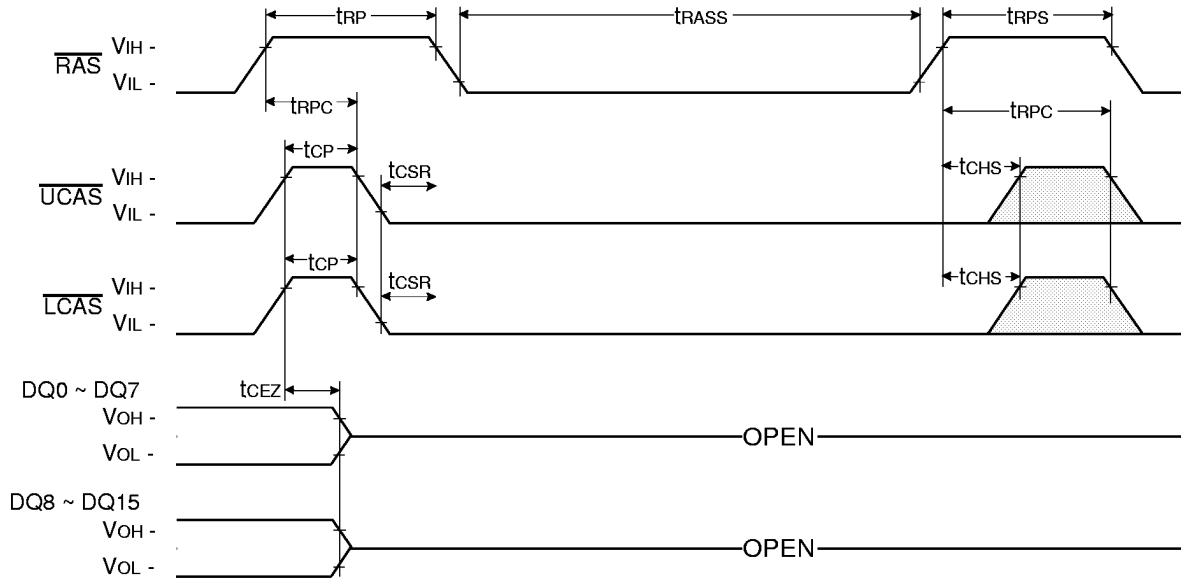 tRP
tRASS
tRPS
RAS
VIH -
VIL -
tRPC
tRPC
tCP
tCSR
tCHS
UCAS
VIH -
VIL -
tCP
tCSR
tCHS
LCAS
VIH -
VIL -
DQ0 ~ DQ7
tCEZ
VOH -
VOL -
OPEN
DQ8 ~ DQ15
VOH -
VOL -
OPEN